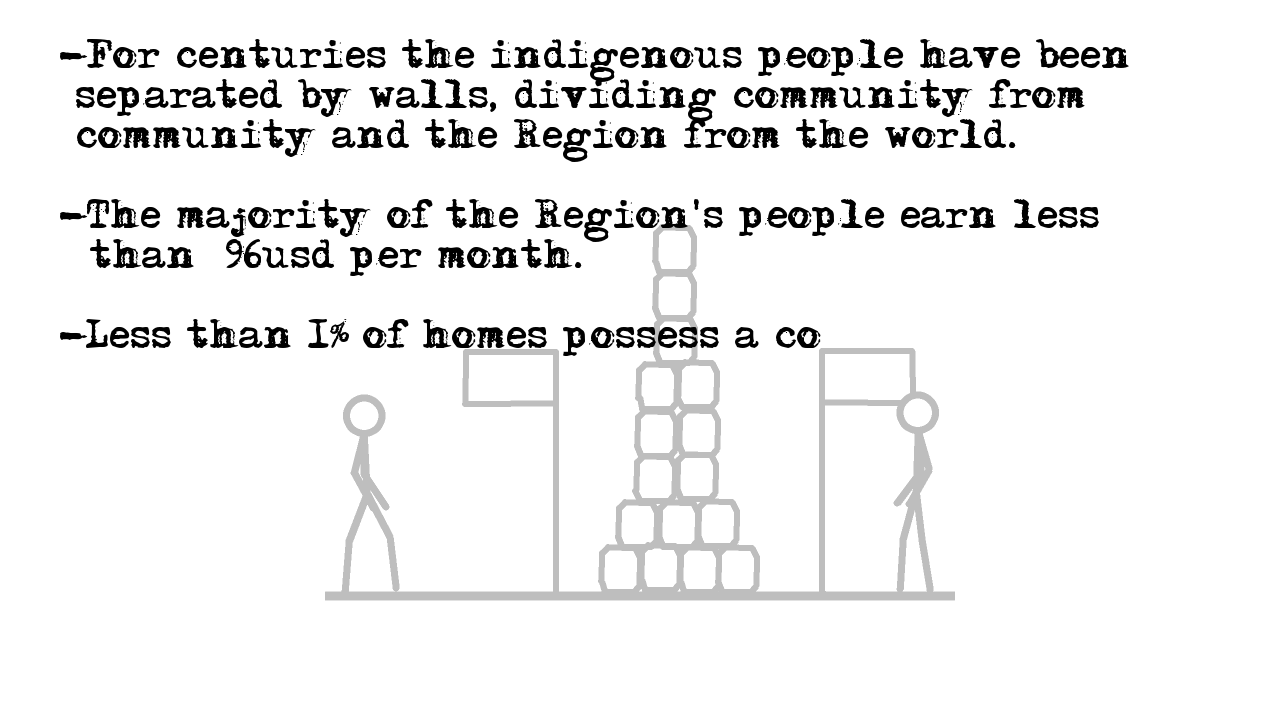 -For centuries the indigenous people have been
separated by walls, dividing community from
community and the Region from the world.
-The majority of the Region's people earn less
than 96usd per month.
-Less than 1% of homes possess a co